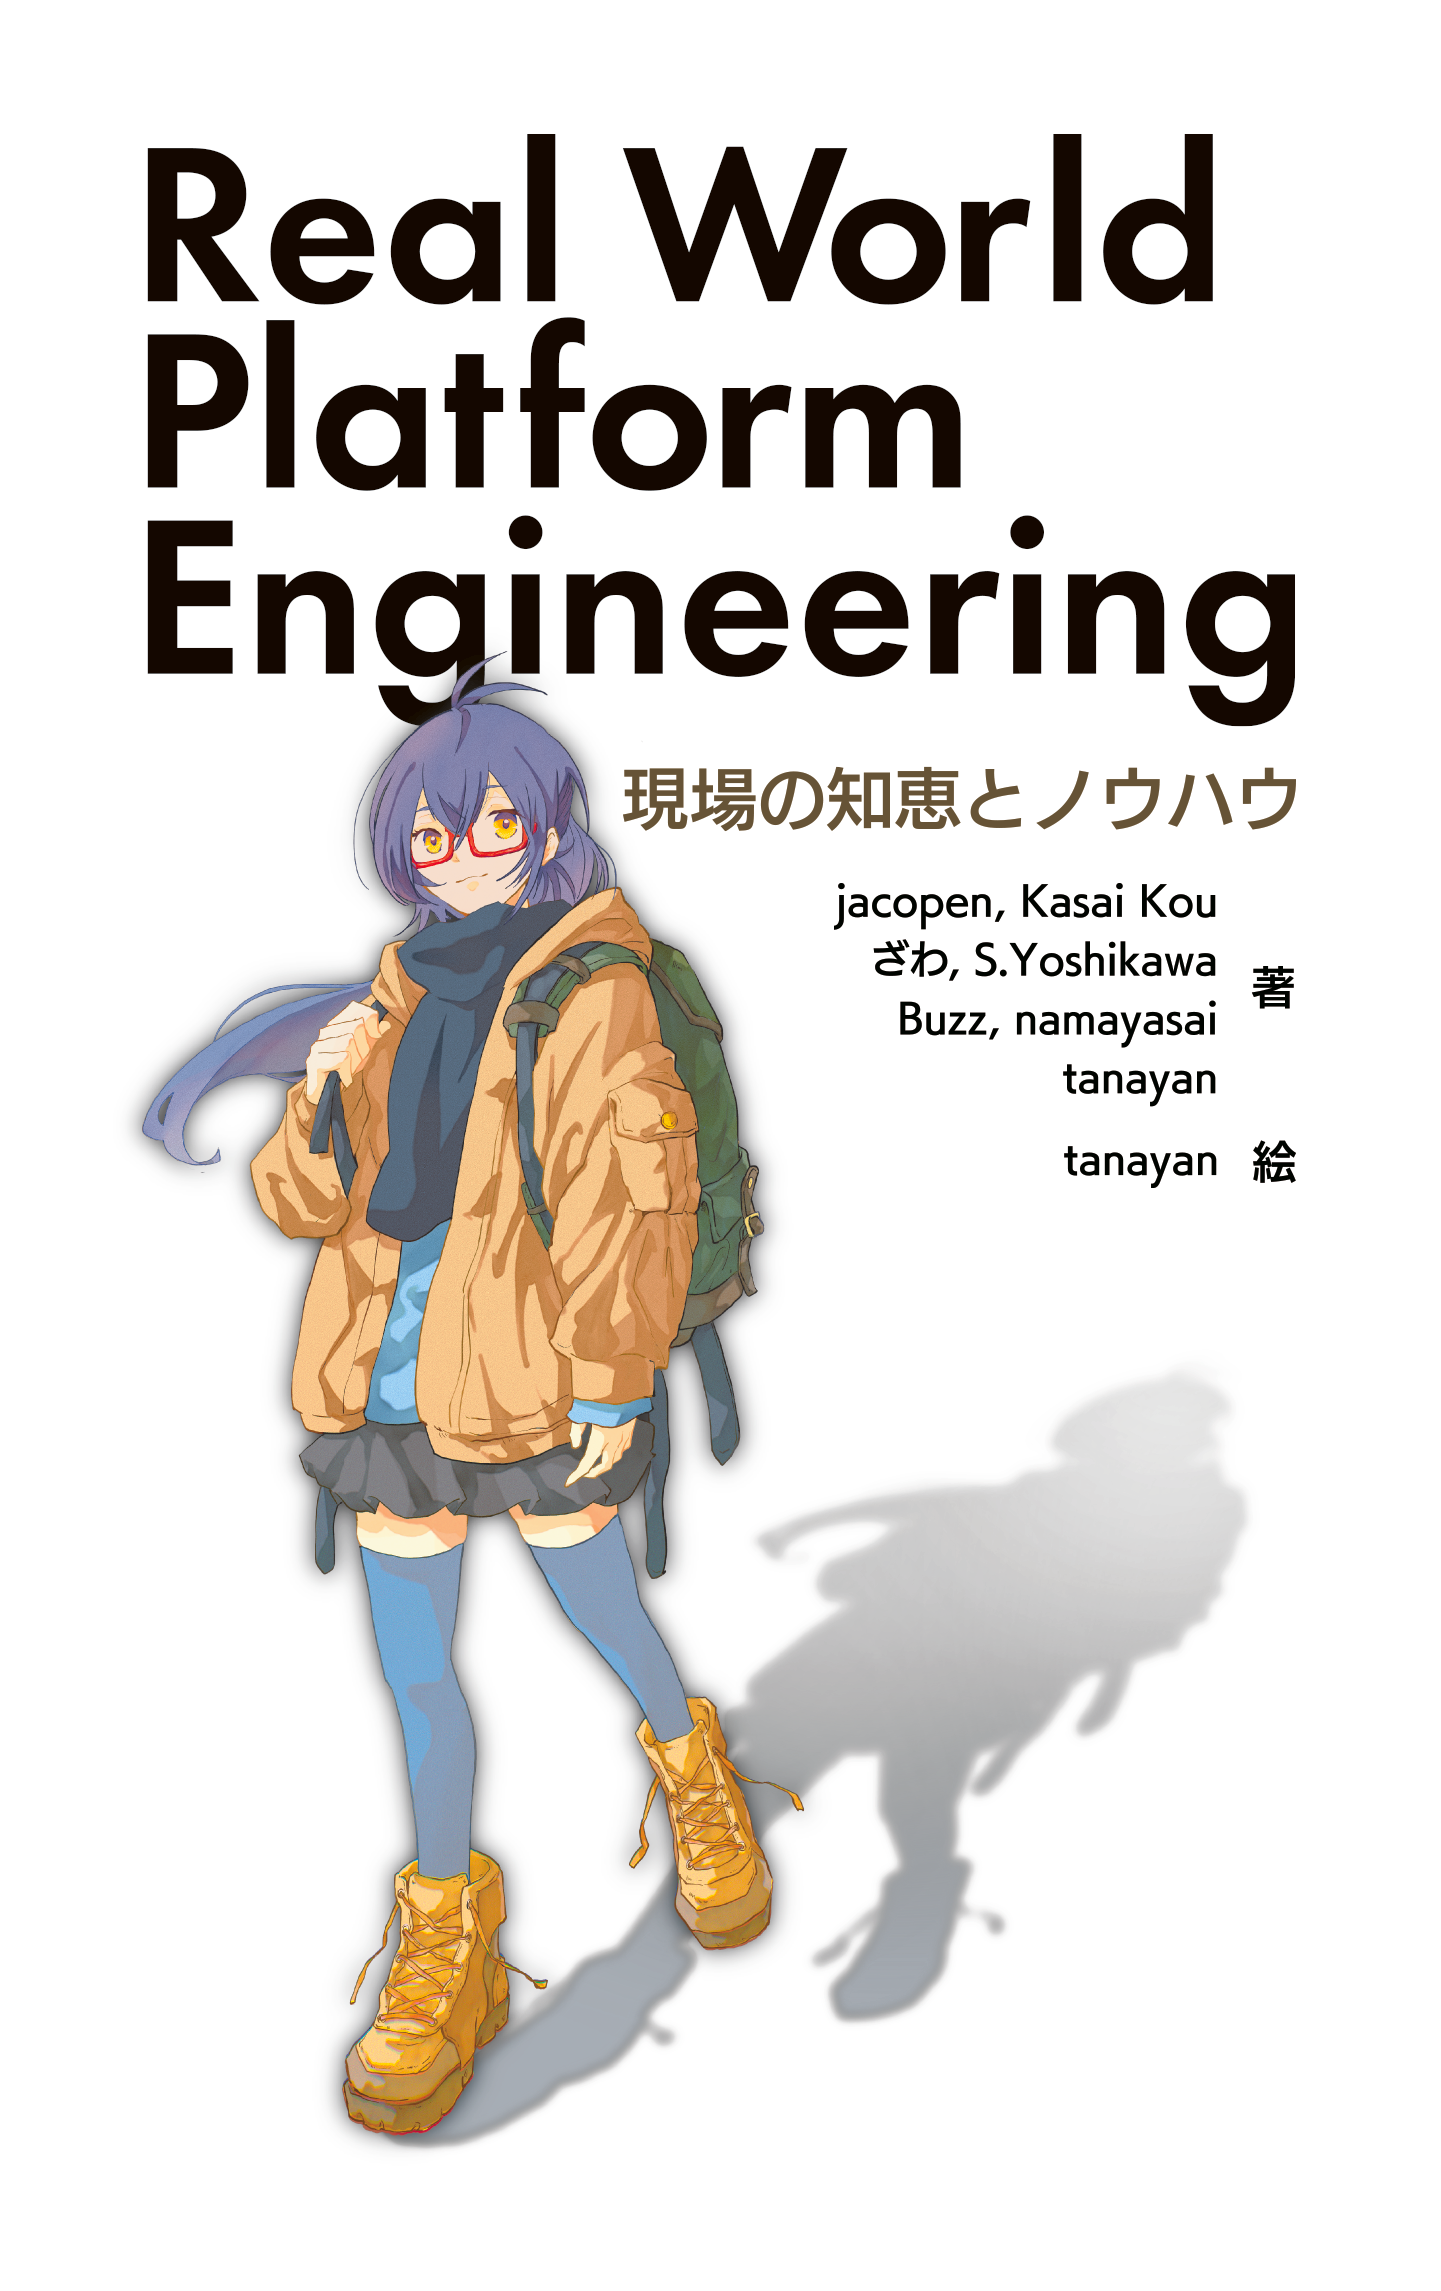 Real World
Platform
Engineering
現場の知恵とノウハウ
jacopen, Kasai Kou
ざわ, S.Yoshikawa
Buzz, namayasai
tanayan
著
tanayan 絵